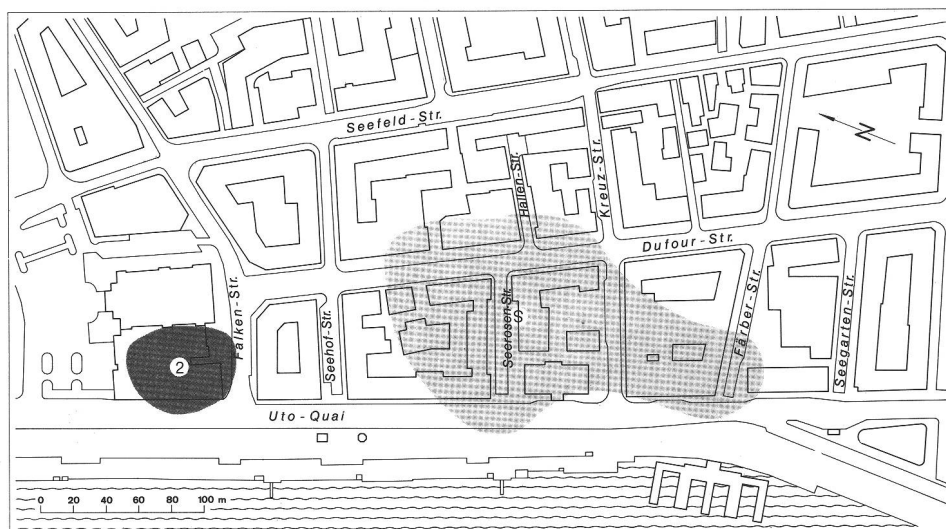 Seefeld-Str.
N
Hallen-Str.
Kreuz-Str.
Dufour-Str.
Falken-Str.
Seehof-Str.
Seerosen-Str.
S
Färber-Str.
Seegarten-Str.
2
Uto-Quai
0 20 40 60 80 100 m